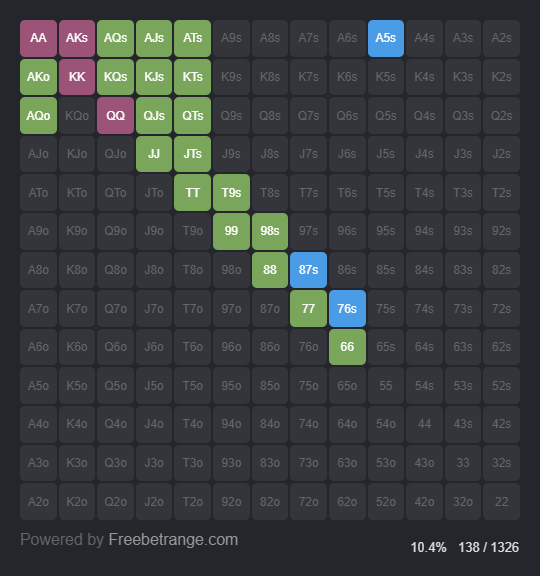 AA AKs AQs AJs ATs A9s A8s A7s A6s A5s A4s A3s A2s
AKo KK KQs KJs KTs K9s K8s K7s K6s K5s K4s K3s K2s
AQo KQo QQ QJs QTs Q9s Q8s Q7s Q6s Q5s Q4s Q3s Q2s
AJo KJo QJo JJ JTs J9s J8s J7s J6s J5s J4s J3s J2s
ATo KTo QTo JTo TT T9s T8s T7s T6s T5s T4s T3s T2s
A9o K9o Q9o J9o T9o 99 98s 97s 96s 95s 94s 93s 92s
A8o K8o Q8o J8o T8o 98o 88 87s 86s 85s 84s 83s 82s
A7o K7o Q7o J7o T7o 97o 87o 77 76s 75s 74s 73s 72s
A6o K6o Q6o J6o T6o 96o 86o 76o 66 65s 64s 63s 62s
A5o K5o Q5o J5o T5o 95o 85o 75o 65o 55 54s 53s 52s
A4o K4o Q4o J4o T4o 94o 84o 74o 64o 54o 44 43s 42s
A3o K3o Q3o J3o T3o 93o 83o 73o 63o 53o 43o 33 32s
A2o K2o Q2o J2o T2o 92o 82o 72o 62o 52o 42o 32o 22
Powered by Freebetrange.com
10.4% 138 / 1326